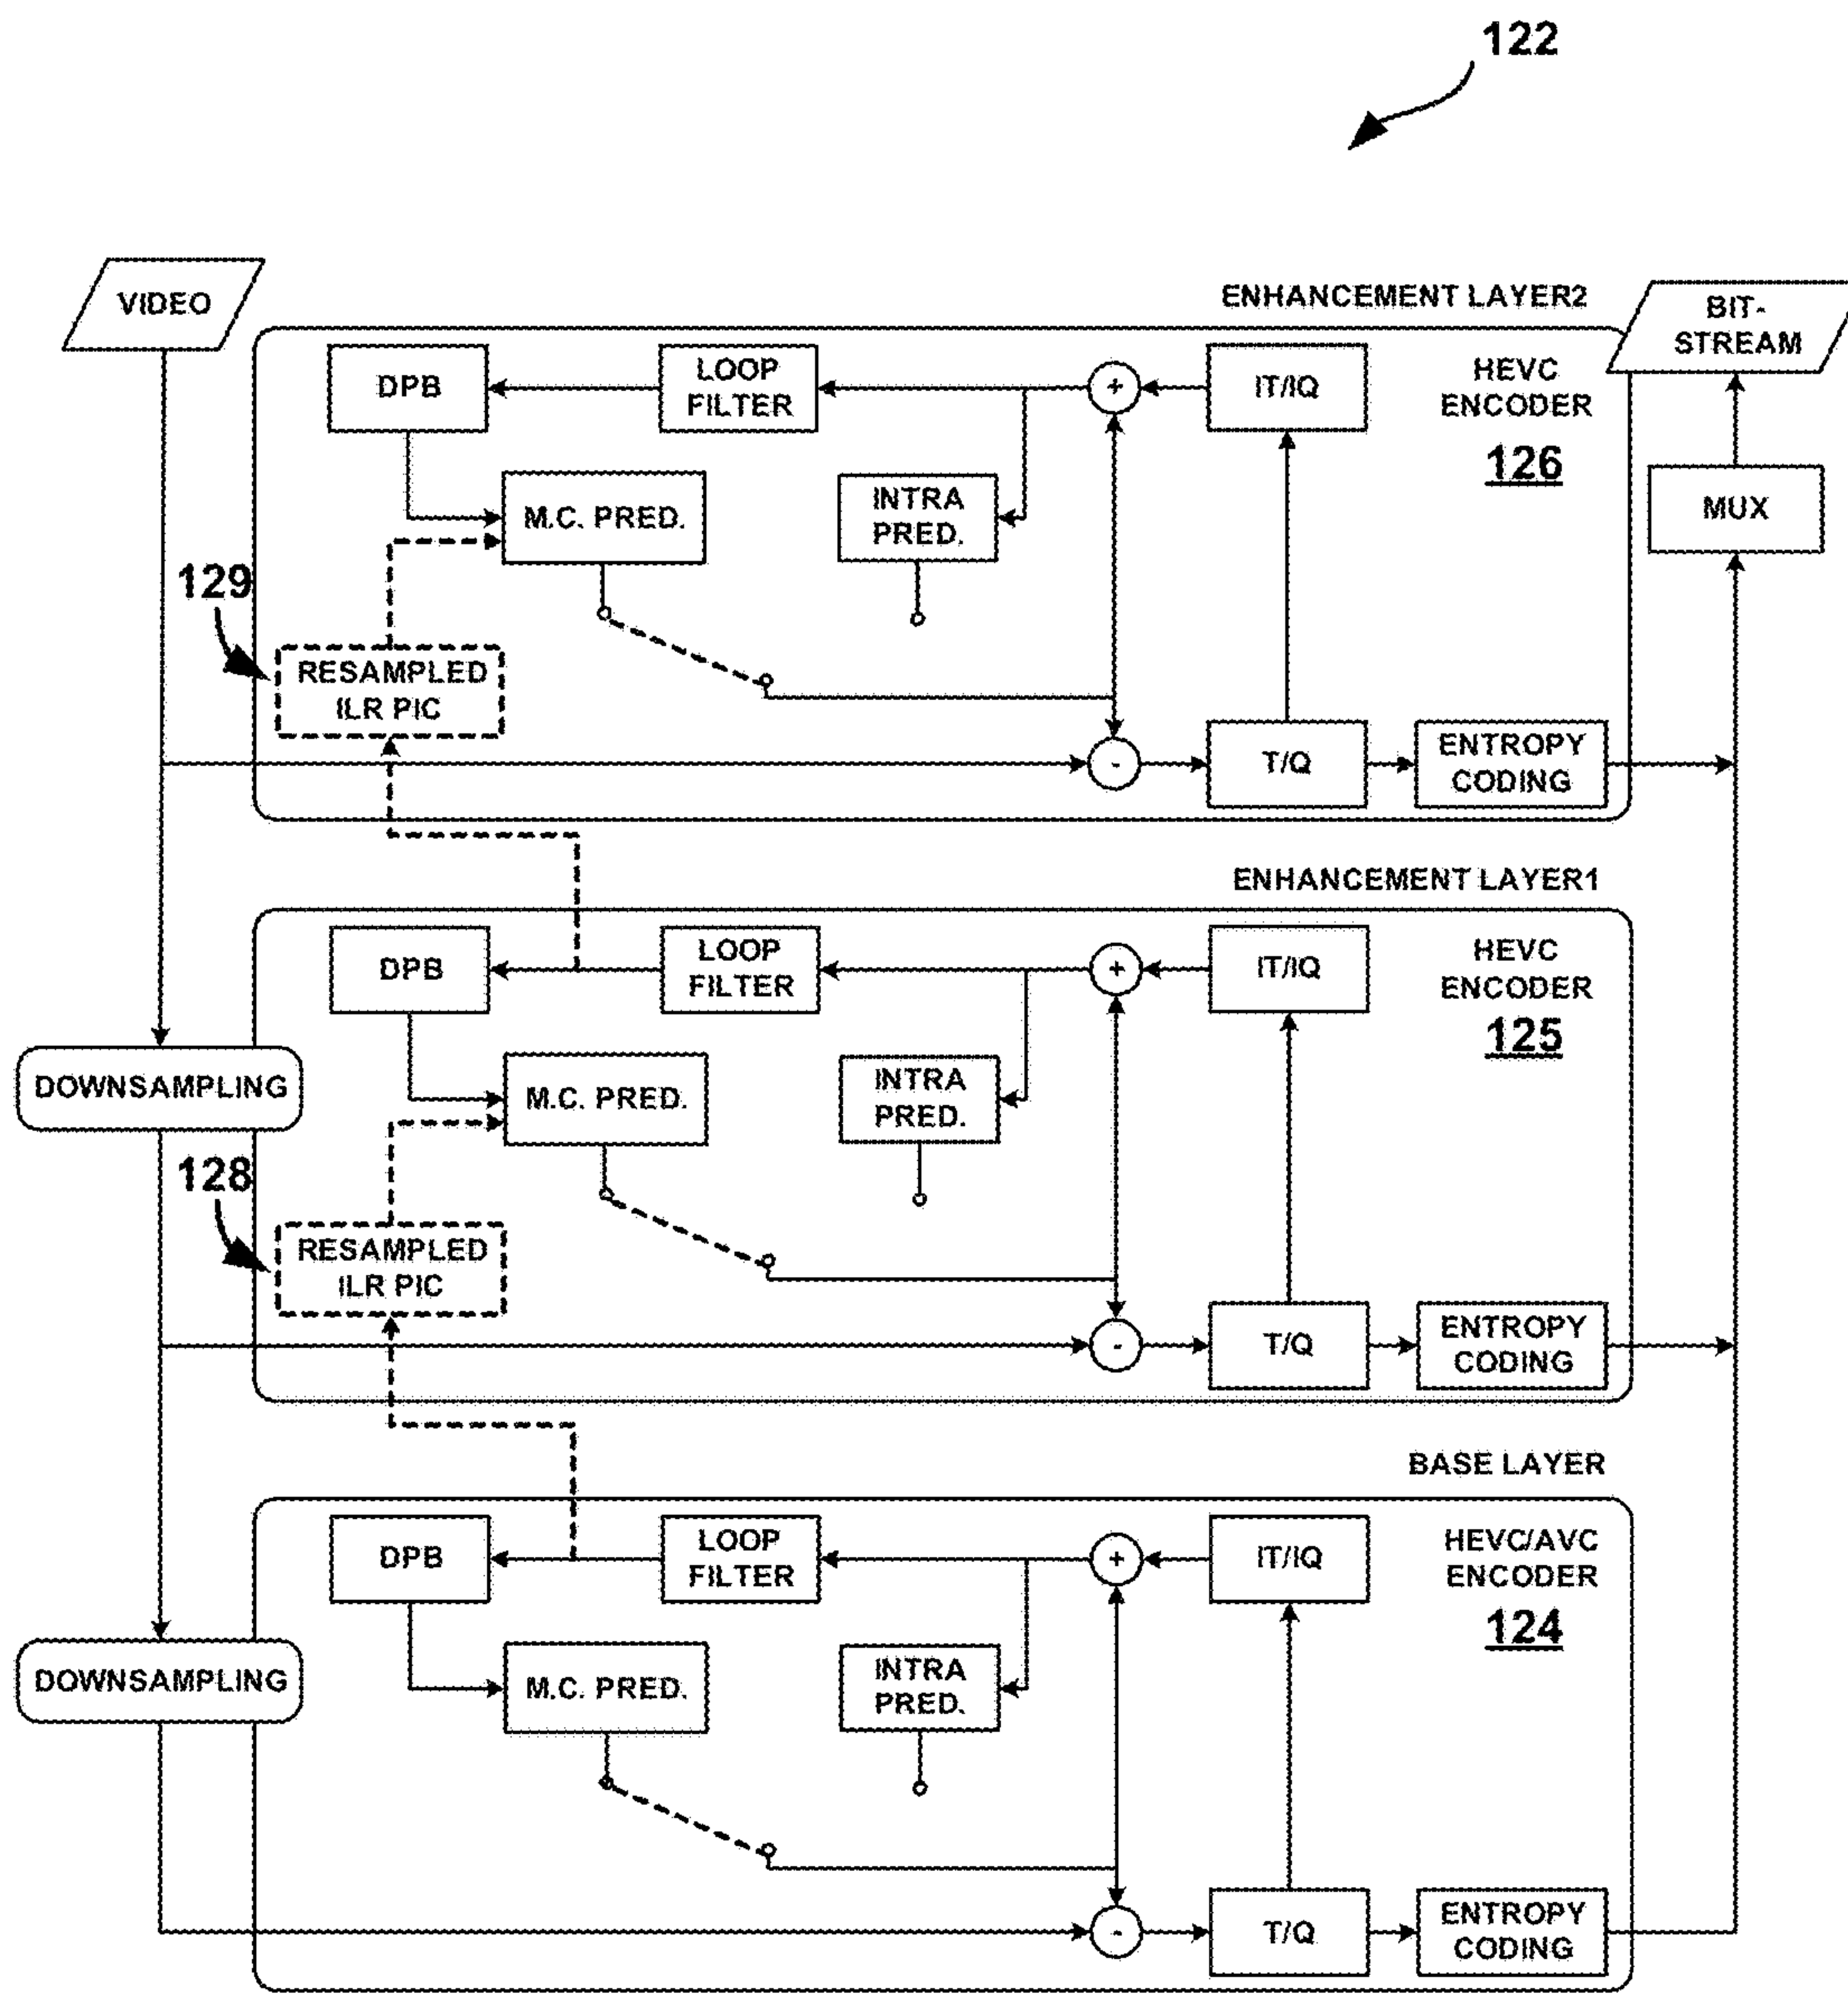 122
VIDEO
ENHANCEMENT LAYER2
BIT-
STREAM
DPB
LOOP
FILTER
+
IT/IQ
HEVC
ENCODER
126
M.C. PRED.
INTRA
PRED.
MUX
129
RESAMPLED
ILR PIC
-
T/Q
ENTROPY
CODING
ENHANCEMENT LAYER1
DPB
LOOP
FILTER
+
IT/IQ
HEVC
ENCODER
125
DOWNSAMPLING
M.C. PRED.
INTRA
PRED.
128
RESAMPLED
ILR PIC
-
T/Q
ENTROPY
CODING
BASE LAYER
DPB
LOOP
FILTER
+
IT/IQ
HEVC/AVC
ENCODER
124
DOWNSAMPLING
M.C. PRED.
INTRA
PRED.
-
T/Q
ENTROPY
CODING